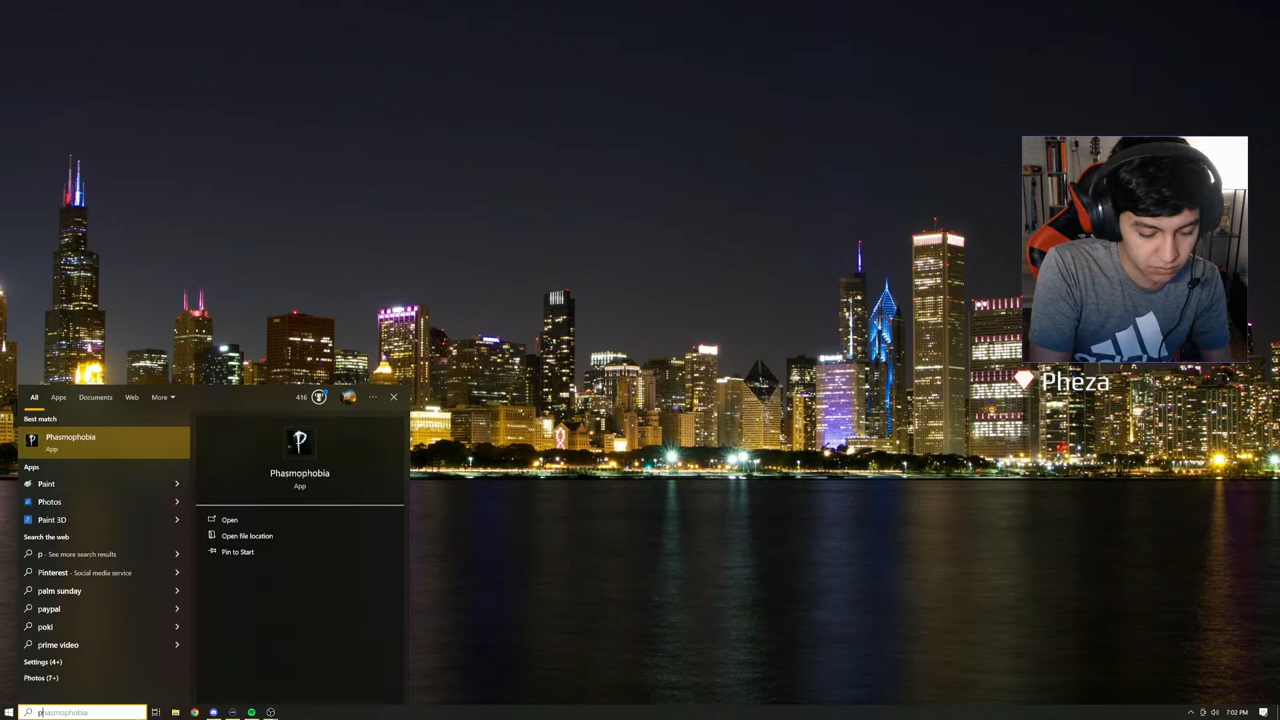 Pheza
All
Apps
Documents
Web
More
416
Best match
Phasmophobia
App
Apps
Paint
Photos
Paint 3D
Search the web
p - See more search results
Pinterest - Social media service
palm sunday
paypal
poki
prime video
Settings (4+)
Photos (7+)
Phasmophobia
App
Open
Open file location
Pin to Start
phasmophobia
7:02 PM